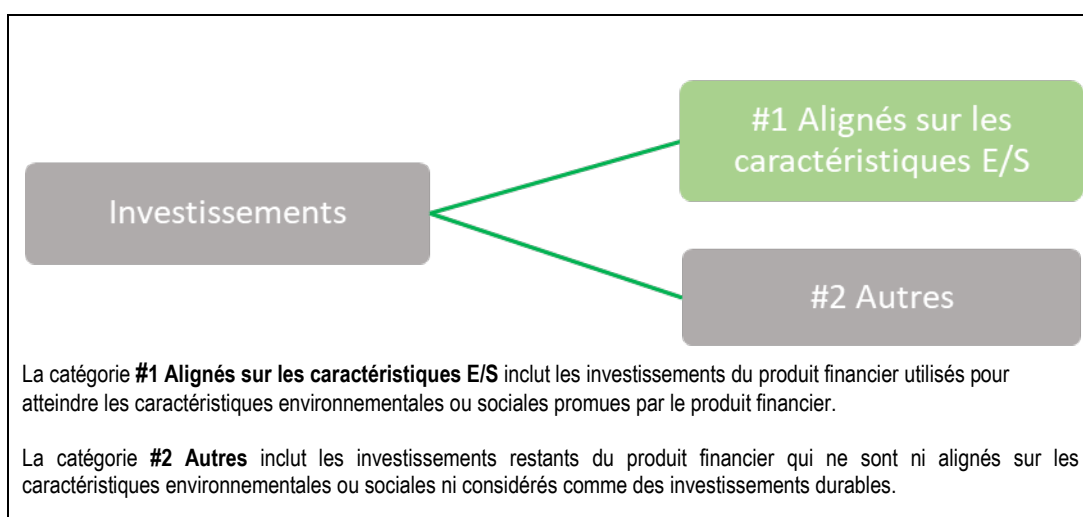 #1 Alignés sur les
caractéristiques E/S
Investissements
#2 Autres
La catégorie #1 Alignés sur les caractéristiques E/S inclut les investissements du produit financier utilisés pour
atteindre les caractéristiques environnementales ou sociales promues par le produit financier.
La catégorie #2 Autres inclut les investissements restants du produit financier qui ne sont ni alignés sur les
caractéristiques environnementales ou sociales ni considérés comme des investissements durables.